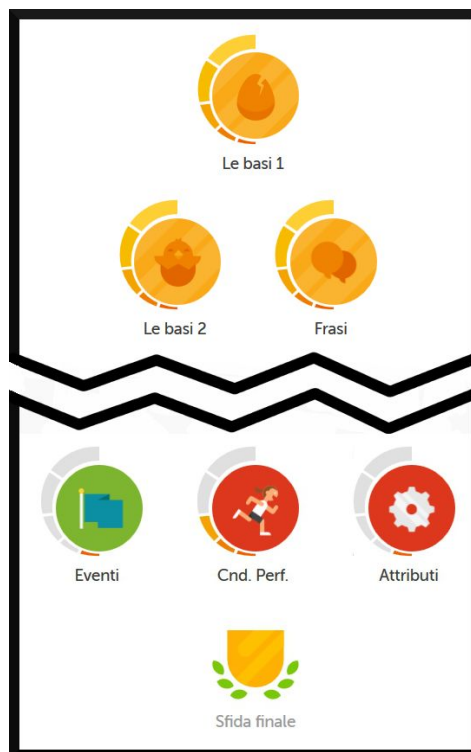 Le basi 1
Le basi 2
Frasi
Eventi
Cnd. Perf.
Attributi
Sfida finale